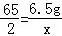 65/2 = 6.5g/x